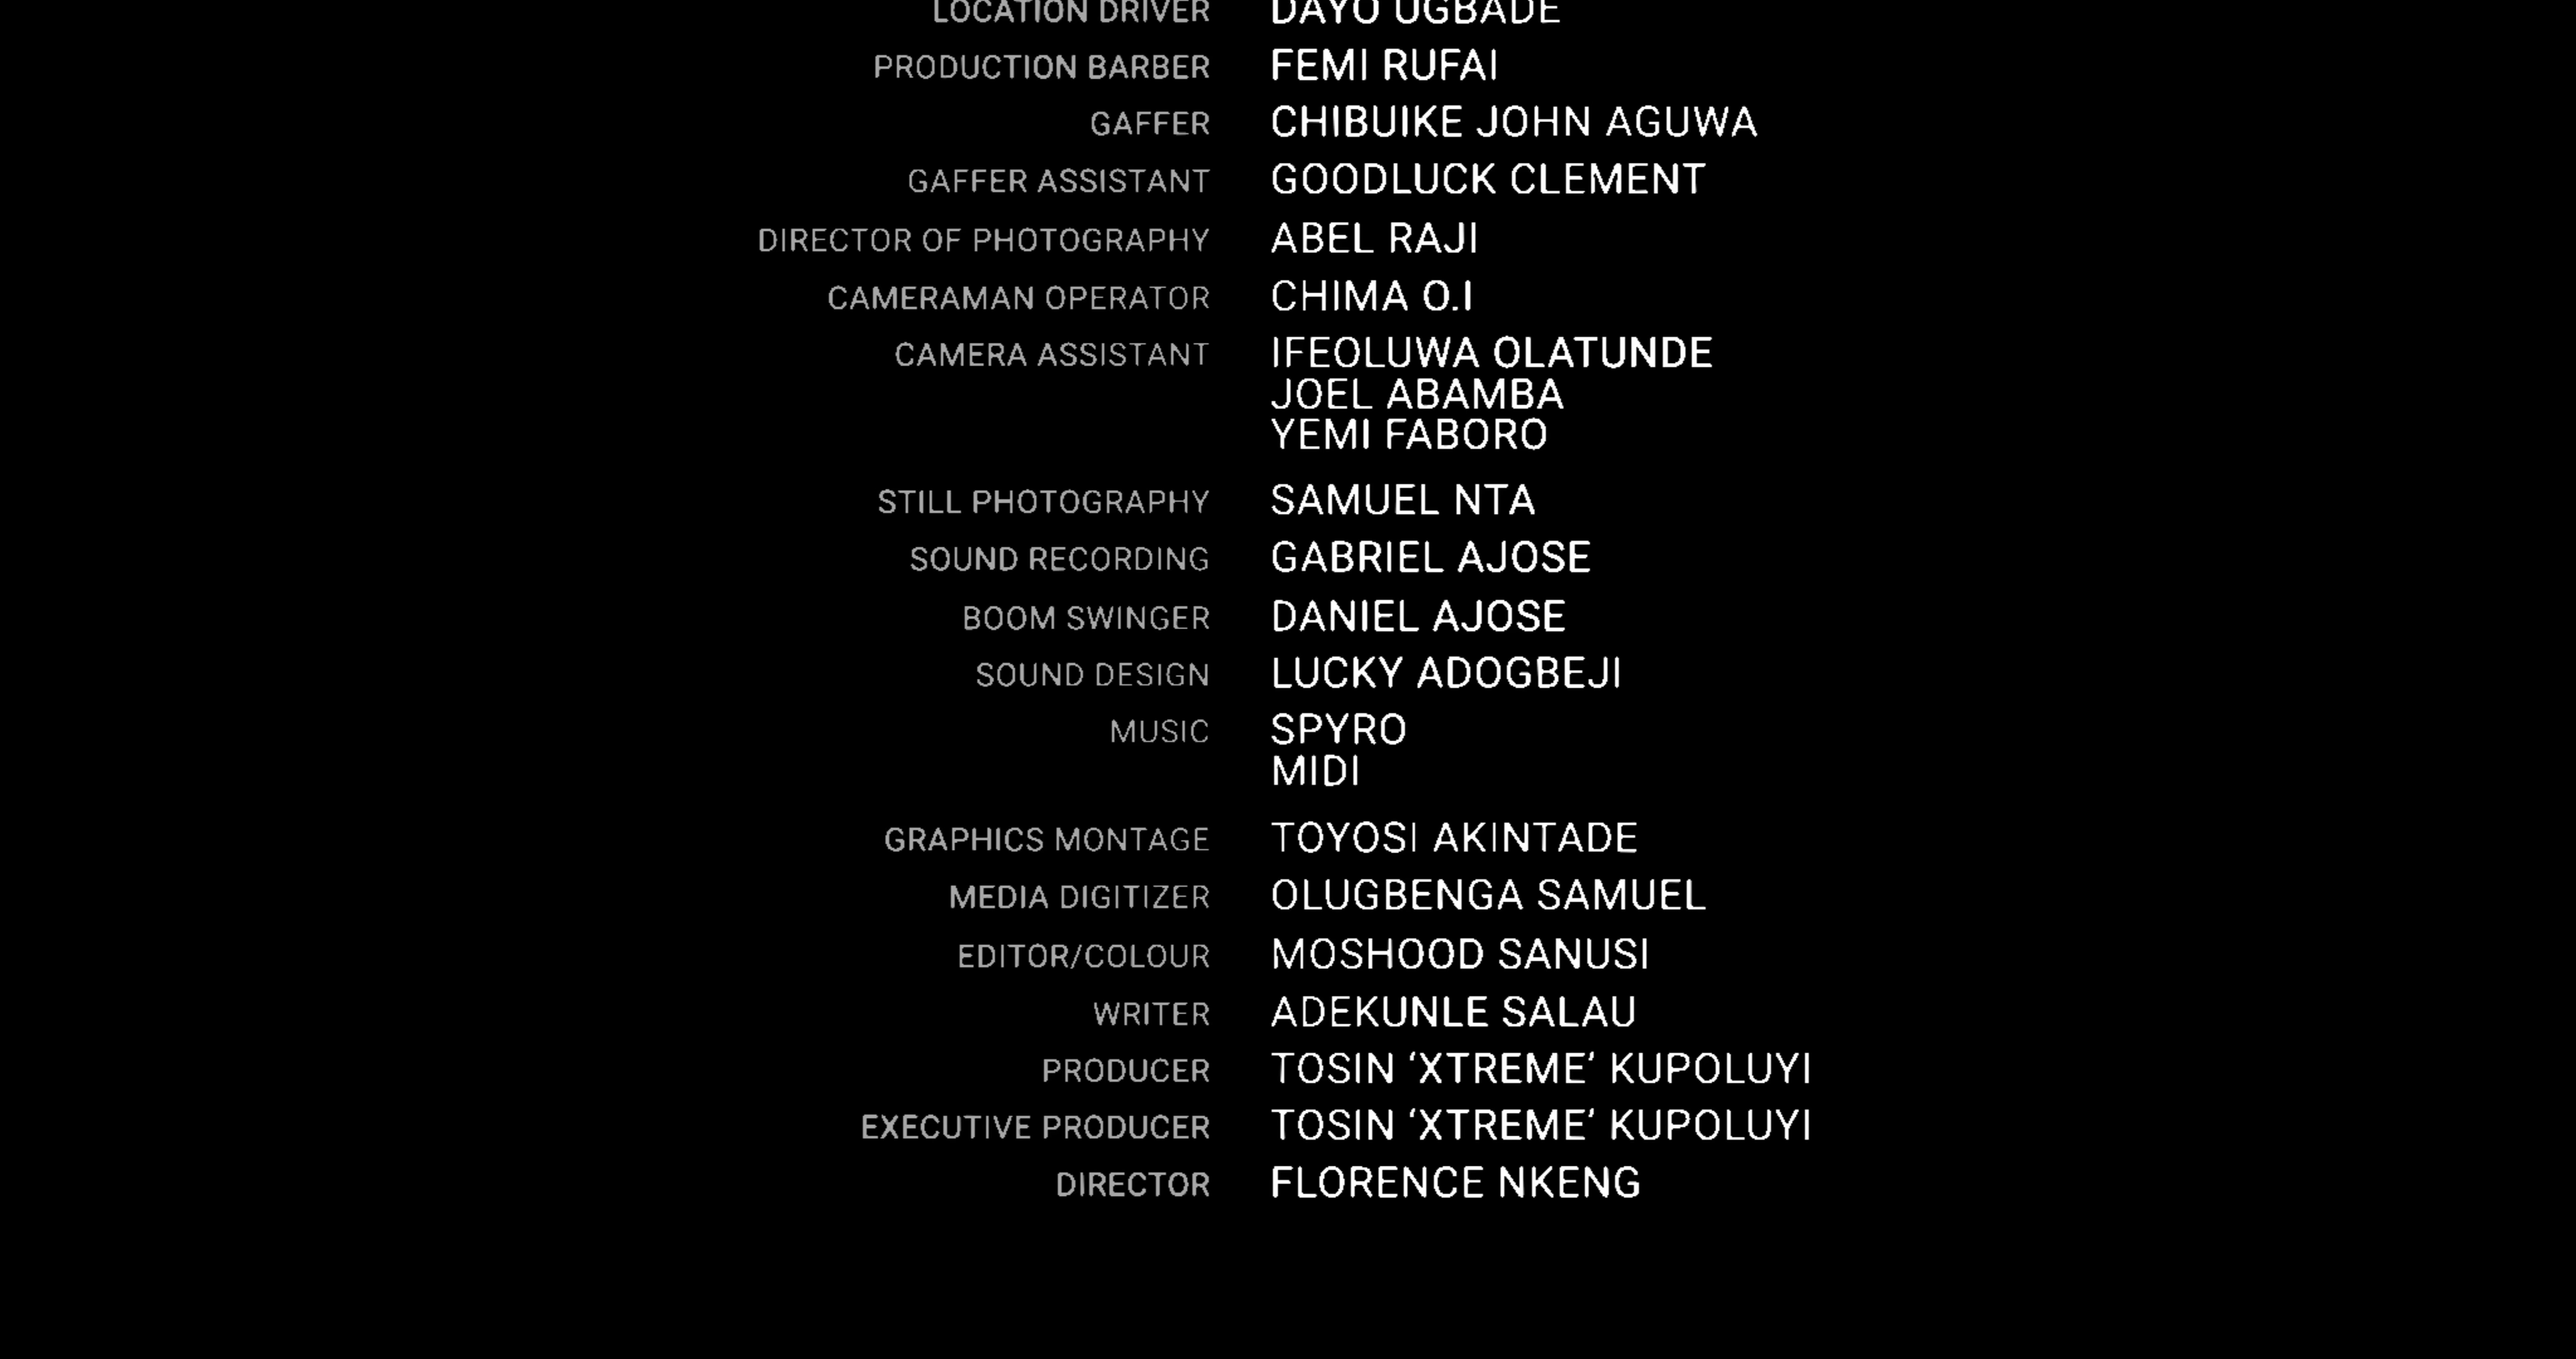 LOCATION DRIVER DAYO UGBADE
PRODUCTION BARBER FEMI RUFAI
GAFFER CHIBUIKE JOHN AGUWA
GAFFER ASSISTANT GOODLUCK CLEMENT
DIRECTOR OF PHOTOGRAPHY ABEL RAJI
CAMERAMAN OPERATOR CHIMA O.I
CAMERA ASSISTANT IFEOLUWA OLATUNDE
JOEL ABAMBA
YEMI FABORO
STILL PHOTOGRAPHY SAMUEL NTA
SOUND RECORDING GABRIEL AJOSE
BOOM SWINGER DANIEL AJOSE
SOUND DESIGN LUCKY ADOGBEJI
MUSIC SPYRO
MIDI
GRAPHICS MONTAGE TOYOSI AKINTADE
MEDIA DIGITIZER OLUGBENGA SAMUEL
EDITOR/COLOUR MOSHOOD SANUSI
WRITER ADEKUNLE SALAU
PRODUCER TOSIN ‘XTREME’ KUPOLUYI
EXECUTIVE PRODUCER TOSIN ‘XTREME’ KUPOLUYI
DIRECTOR FLORENCE NKENG